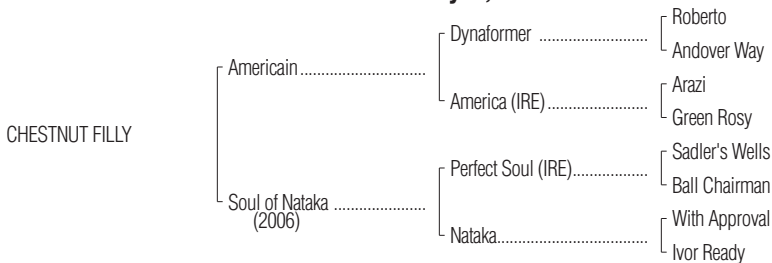 Roberto
Dynaformer ........................
Andover Way
Americain ............................
Arazi
America (IRE) ......................
Green Rosy
CHESTNUT FILLY
Sadler's Wells
Perfect Soul (IRE)................
Ball Chairman
Soul of Nataka ....................
(2006)
With Approval
Nataka.................................
Ivor Ready